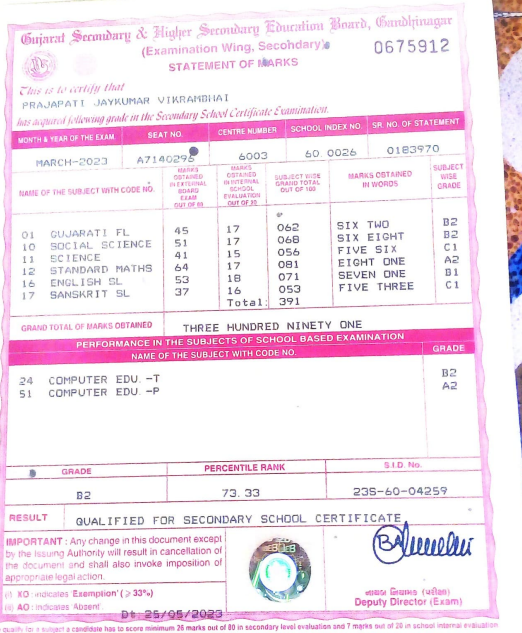 Gujarat Secondary & Higher Secondary Education Board, Gandhinagar
(Examination Wing, Secondary)
0675912
STATEMENT OF MARKS
This is to certify that
PRAJAPATI JAYKUMAR VIKRAMBHAI
has acquired following grade in the Secondary School Certificate Examination.
MONTH & YEAR OF THE EXAM SEAT NO. CENTRE NUMBER SCHOOL INDEX NO. SR. NO. OF STATEMENT
MARCH-2023 A7140296 6003 60.0026 0183970
NAME OF THE SUBJECT WITH CODE NO. MARKS OBTAINED IN EXTERNAL BOARD EXAM OUT OF 80 MARKS OBTAINED IN INTERNAL SCHOOL EVALUATION OUT OF 20 SUBJECT WISE GRAND TOTAL OUT OF 100 MARKS OBTAINED IN WORDS SUBJECT WISE GRADE
01 GUJARATI FL 45 17 062 SIX TWO B2
10 SOCIAL SCIENCE 51 17 068 SIX EIGHT B2
11 SCIENCE 41 15 056 FIVE SIX C1
12 STANDARD MATHS 64 17 081 EIGHT ONE A2
16 ENGLISH SL 53 18 071 SEVEN ONE B1
17 SANSKRIT SL 37 16 053 FIVE THREE C1
Total: 391
GRAND TOTAL OF MARKS OBTAINED THREE HUNDRED NINETY ONE
PERFORMANCE IN THE SUBJECTS OF SCHOOL BASED EXAMINATION
NAME OF THE SUBJECT WITH CODE NO. GRADE
24 COMPUTER EDU.-T B2
51 COMPUTER EDU.-P A2
GRADE PERCENTILE RANK S.I.D. No.
B2 73.33 23S-60-04259
RESULT QUALIFIED FOR SECONDARY SCHOOL CERTIFICATE
IMPORTANT : Any change in this document except
by the Issuing Authority will result in cancellation of
the document and shall also invoke imposition of
appropriate legal action.
(i) XO : indicates 'Exemption' (≥ 33%)
(ii) AO : indicates Absent
Dt: 25/05/2023
નાયબ નિયામક (પરીક્ષા)
Deputy Director (Exam)
qualify for a subject a candidate has to score minimum 26 marks out of 80 in secondary level evaluation and 7 marks out of 20 in school internal evaluation